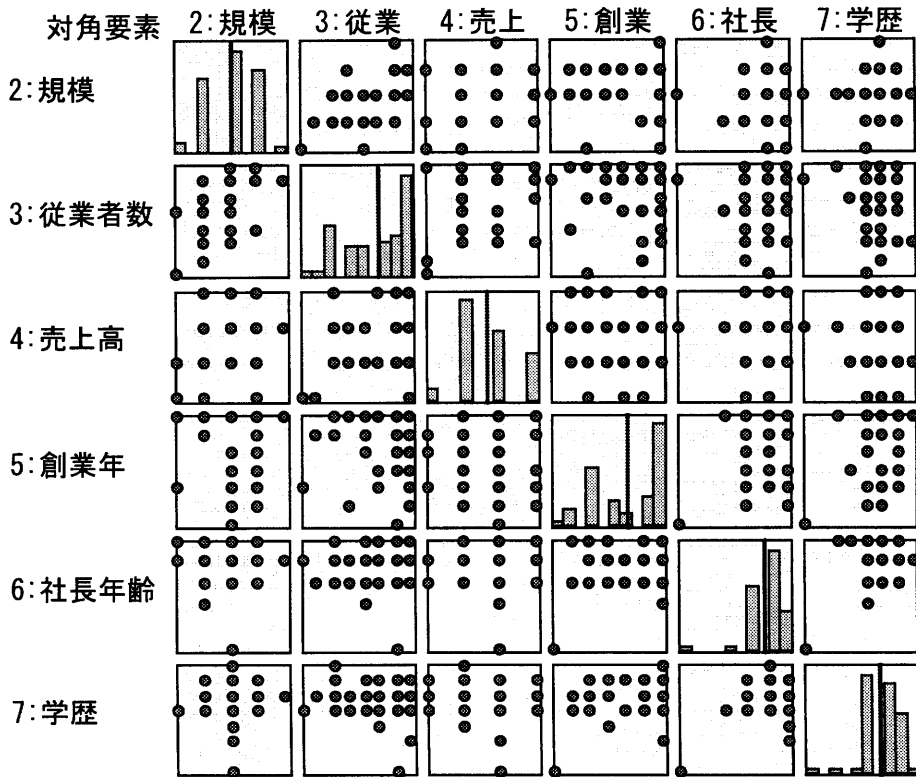 対角要素 2:規模 3:従業 4:売上 5:創業 6:社長 7:学歴
2:規模
3:従業者数
4:売上高
5:創業年
6:社長年齢
7:学歴